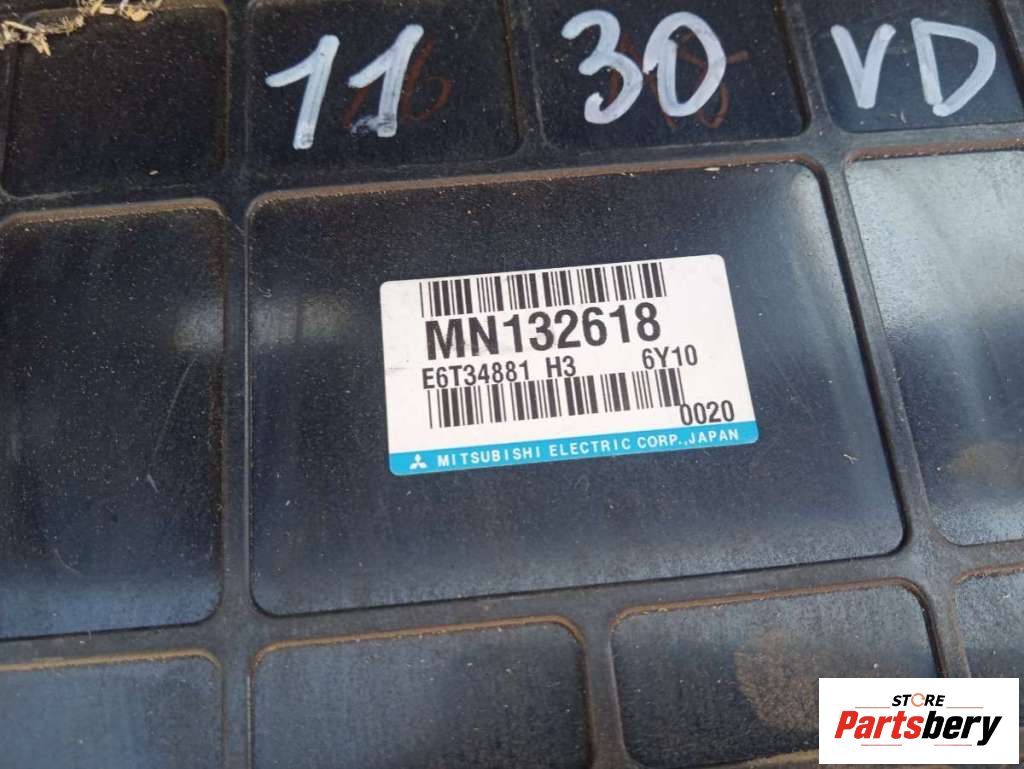 11 30 VD
MN132618
E6T34881 H3 6Y10
0020
MITSUBISHI ELECTRIC CORP.,JAPAN
STORE
Partsbery